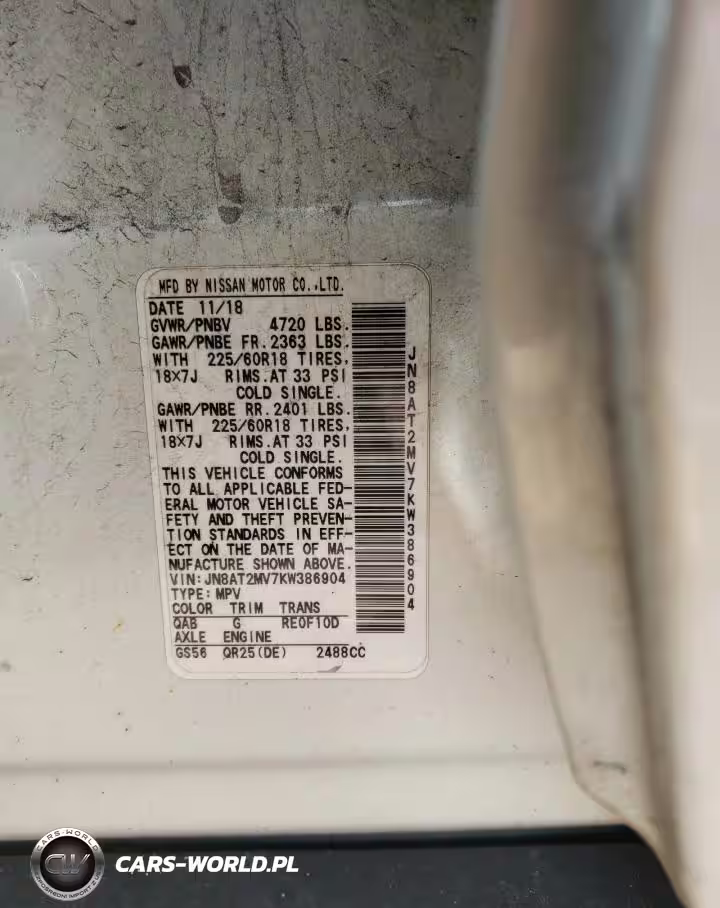 MFD BY NISSAN MOTOR CO.,LTD.
DATE 11/18
GVWR/PNBV 4720 LBS.
GAWR/PNBE FR. 2363 LBS.
WITH 225/60R18 TIRES,
18X7J RIMS. AT 33 PSI
COLD SINGLE.
GAWR/PNBE RR. 2401 LBS.
WITH 225/60R18 TIRES,
18X7J RIMS. AT 33 PSI
COLD SINGLE.
THIS VEHICLE CONFORMS
TO ALL APPLICABLE FED-
ERAL MOTOR VEHICLE SA-
FETY AND THEFT PREVEN-
TION STANDARDS IN EFF-
ECT ON THE DATE OF MA-
NUFACTURE SHOWN ABOVE.
VIN: JN8AT2MV7KW386904
TYPE: MPV
COLOR TRIM TRANS
QAB G RE0F10D
AXLE ENGINE
GS56 QR25(DE) 2488CC
JN8AT2MV7KW386904
CARS-WORLD
CW
CARS-WORLD.PL